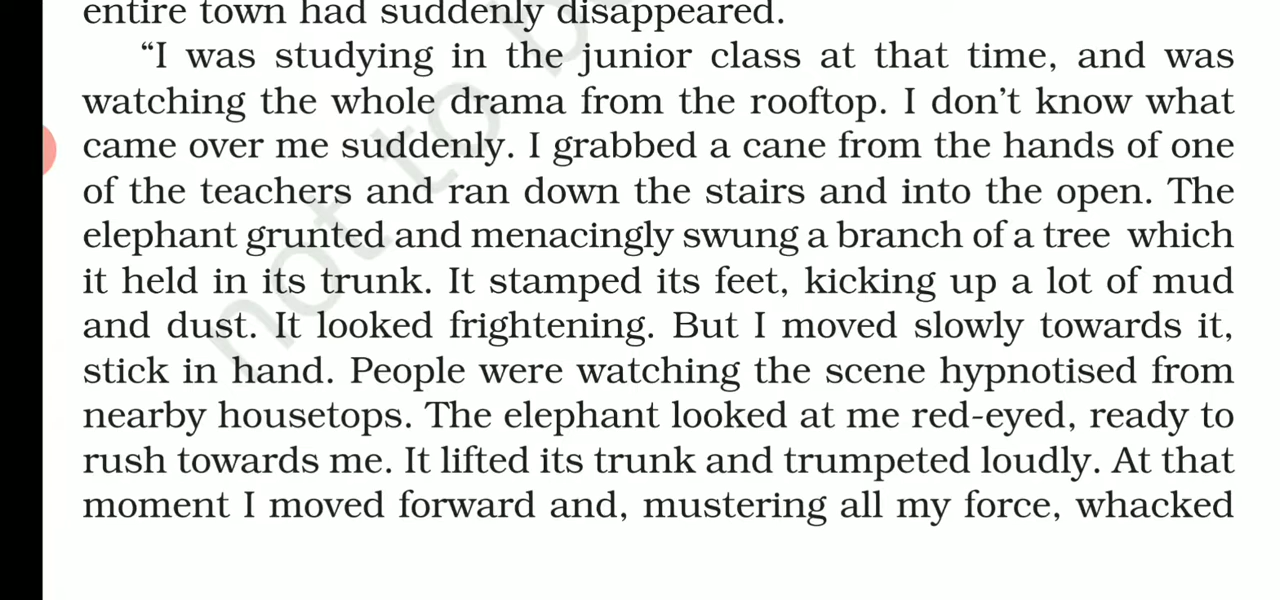 entire town had suddenly disappeared.
“I was studying in the junior class at that time, and was
watching the whole drama from the rooftop. I don’t know what
came over me suddenly. I grabbed a cane from the hands of one
of the teachers and ran down the stairs and into the open. The
elephant grunted and menacingly swung a branch of a tree which
it held in its trunk. It stamped its feet, kicking up a lot of mud
and dust. It looked frightening. But I moved slowly towards it,
stick in hand. People were watching the scene hypnotised from
nearby housetops. The elephant looked at me red-eyed, ready to
rush towards me. It lifted its trunk and trumpeted loudly. At that
moment I moved forward and, mustering all my force, whacked
not to b